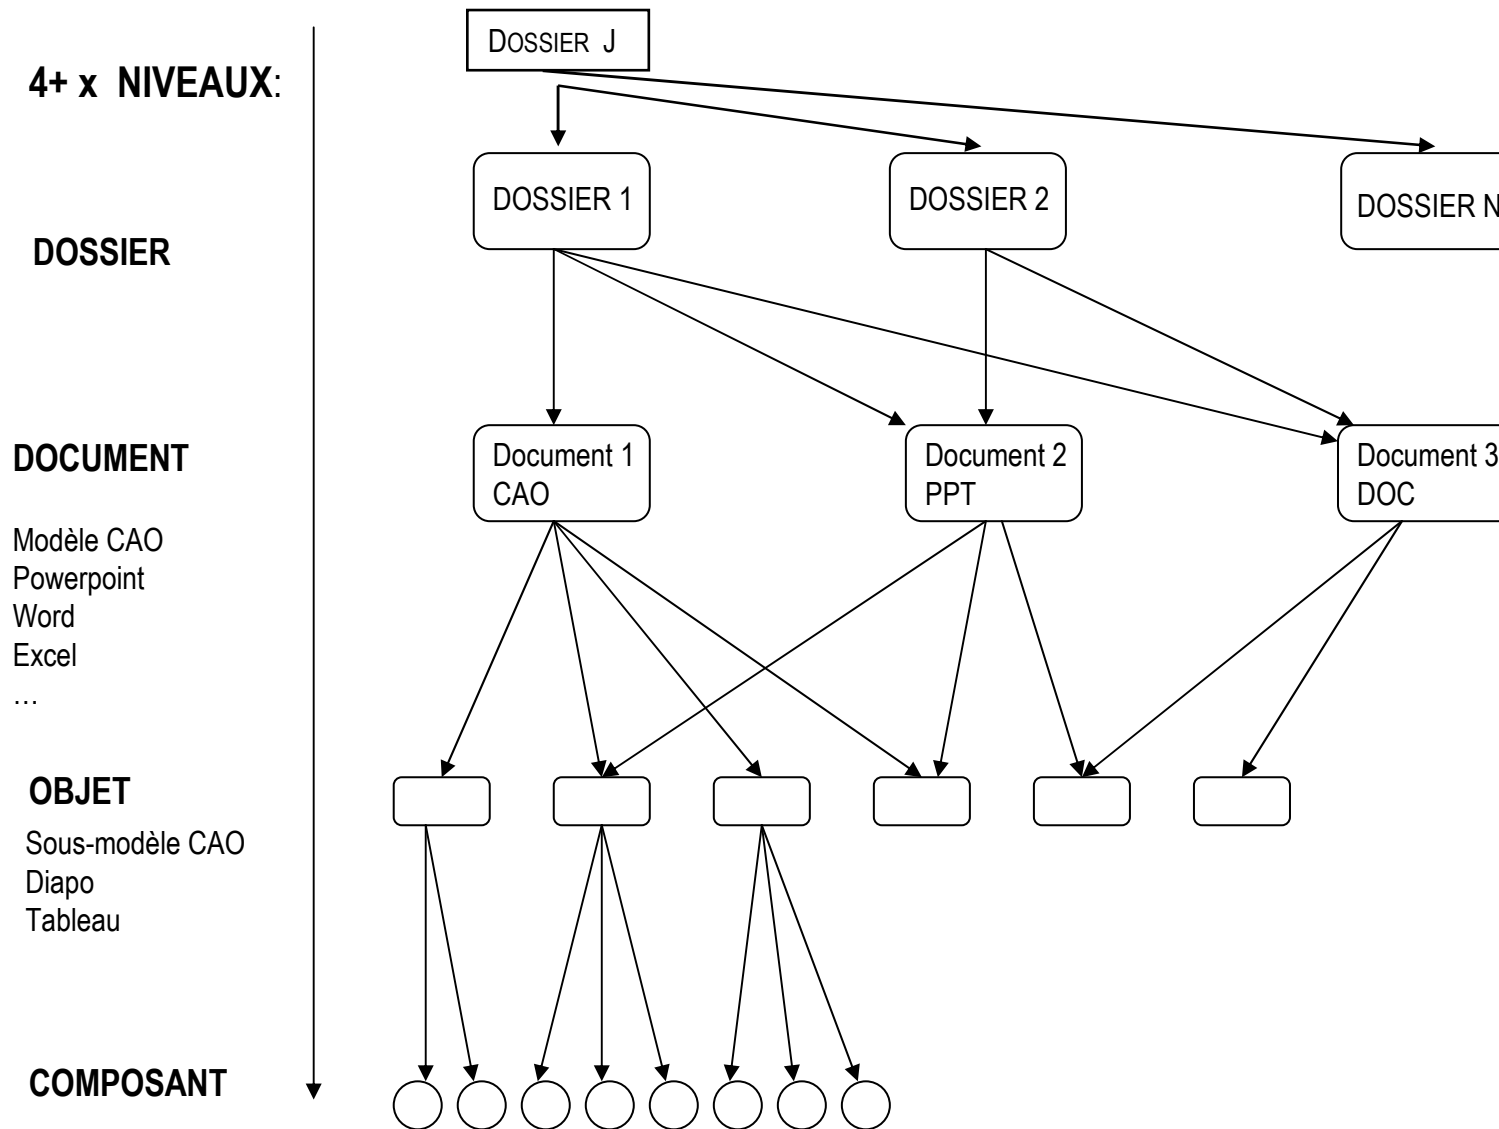 DOSSIER J
4+ x NIVEAUX:
DOSSIER 1
DOSSIER 2
DOSSIER N
DOSSIER
DOCUMENT
Document 1
CAO
Document 2
PPT
Document 3
DOC
Modèle CAO
Powerpoint
Word
Excel
…
OBJET
Sous-modèle CAO
Diapo
Tableau
COMPOSANT